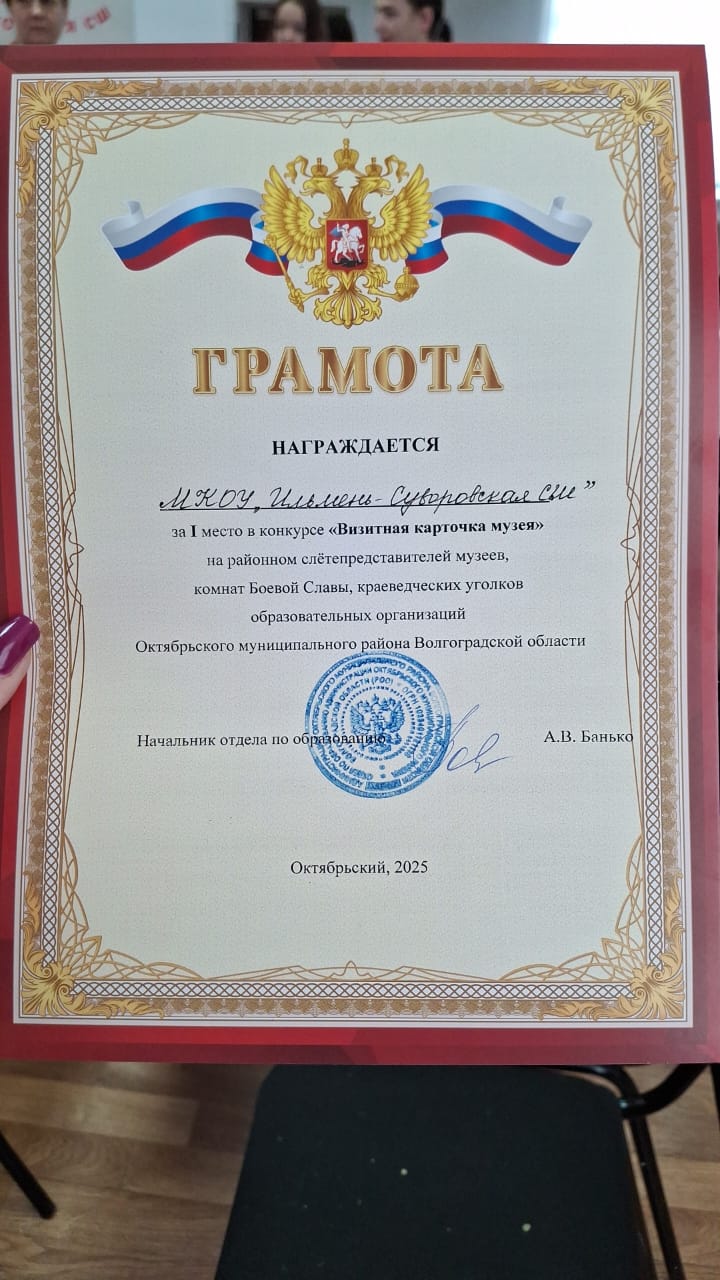 я СШ
ГРАМОТА
НАГРАЖДАЕТСЯ
МКОУ „Ильмень-Суворовская СШ”
за I место в конкурсе «Визитная карточка музея»
на районном слётепредставителей музеев,
комнат Боевой Славы, краеведческих уголков
образовательных организаций
Октябрьского муниципального района Волгоградской области
Начальник отдела по образованию
А.В. Банько
Октябрьский, 2025